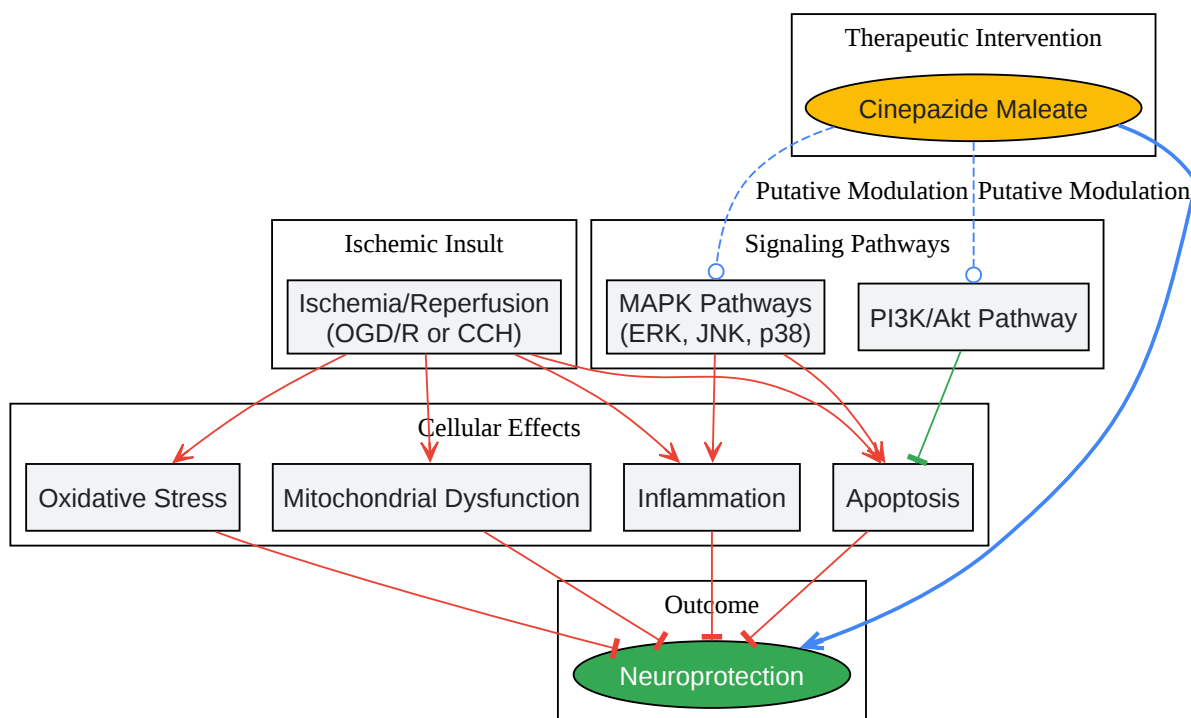 Therapeutic Intervention
Cinepazide Maleate
Putative Modulation
Putative Modulation
Ischemic Insult
Signaling Pathways
Ischemia/Reperfusion
(OGD/R or CCH)
MAPK Pathways
(ERK, JNK, p38)
PI3K/Akt Pathway
Cellular Effects
Oxidative Stress
Mitochondrial Dysfunction
Inflammation
Apoptosis
Outcome
Neuroprotection